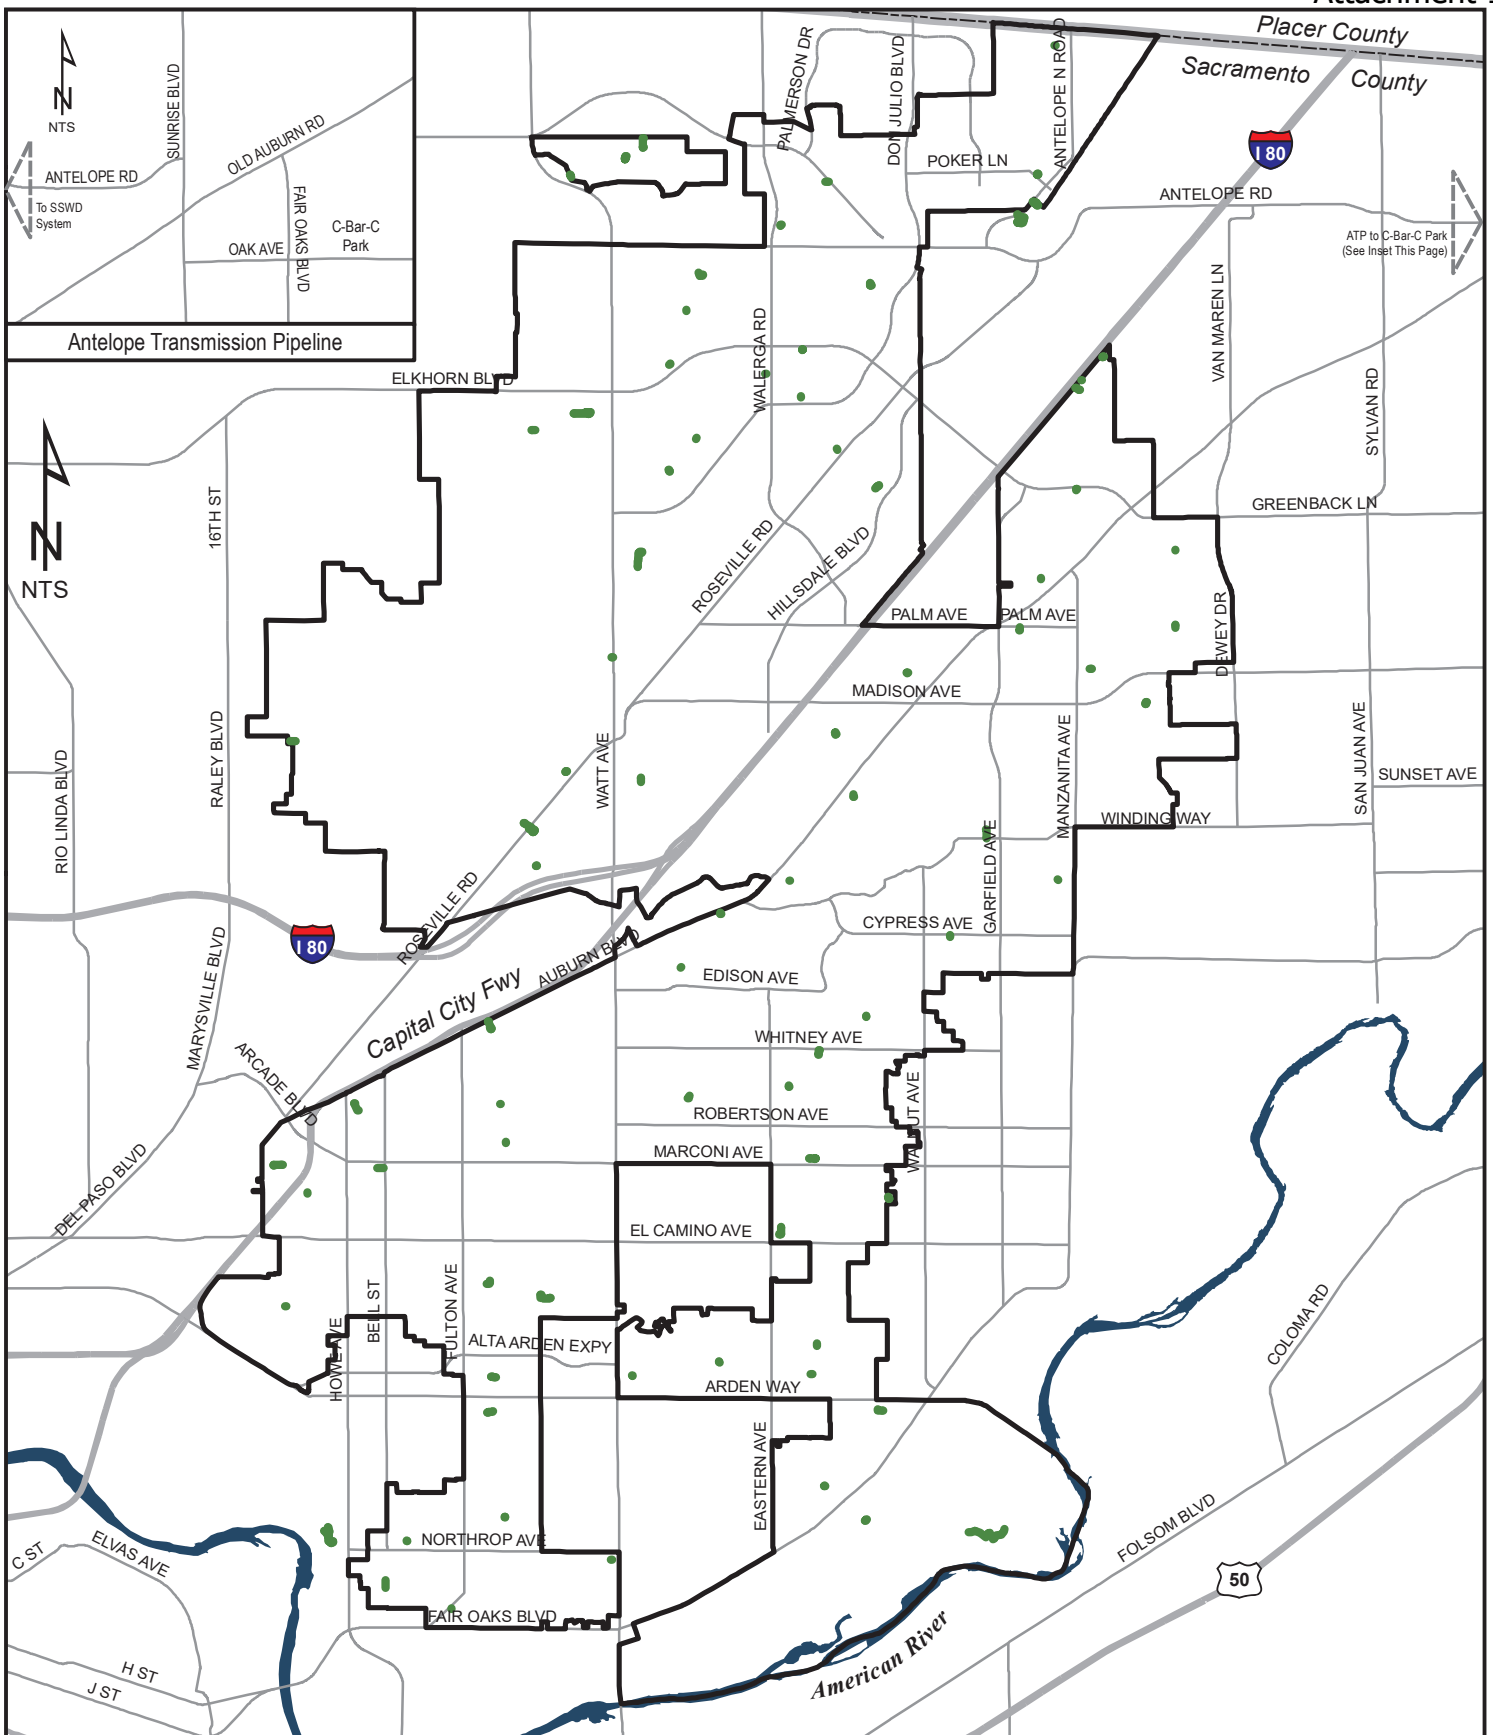 Attachment
Placer County
Sacramento County
N
NTS
SUNRISE BLVD
OLD AUBURN RD
ANTELOPE RD
To SSWD
System
FAIR OAKS BLVD
C-Bar-C
Park
OAK AVE
Antelope Transmission Pipeline
PALMERSON DR
DON JULIO BLVD
ANTELOPE N ROAD
POKER LN
I 80
ANTELOPE RD
ATP to C-Bar-C Park
(See Inset This Page)
VAN MAREN LN
WALERGA RD
ELKHORN BLVD
SYLVAN RD
N
NTS
16TH ST
GREENBACK LN
ROSEVILLE RD
HILLSDALE BLVD
PALM AVE
PALM AVE
DEWEY DR
MADISON AVE
RALEY BLVD
RIO LINDA BLVD
WATT AVE
MANZANITA AVE
SAN JUAN AVE
SUNSET AVE
WINDING WAY
GARFIELD AVE
ROSEVILLE RD
CYPRESS AVE
I 80
AUBURN BLVD
Capital City Fwy
EDISON AVE
MARYSVILLE BLVD
WHITNEY AVE
ARCADE BLVD
WALNUT AVE
ROBERTSON AVE
MARCONI AVE
DEL PASO BLVD
EL CAMINO AVE
BELL ST
FULTON AVE
HOWE AVE
ALTA ARDEN EXPY
COLOMA RD
ARDEN WAY
EASTERN AVE
NORTHROP AVE
FOLSOM BLVD
C ST
ELVAS AVE
50
FAIR OAKS BLVD
H ST
J ST
American River